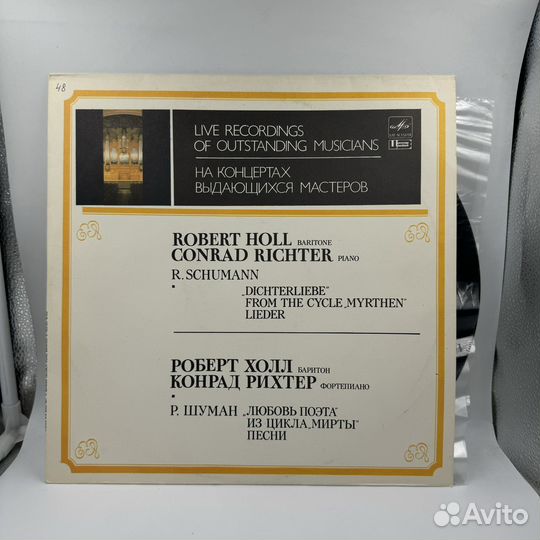 48
LIVE RECORDINGS
OF OUTSTANDING MUSICIANS
НА КОНЦЕРТАХ
ВЫДАЮЩИХСЯ МАСТЕРОВ
ROBERT HOLL BARITONE
CONRAD RICHTER PIANO
R. SCHUMANN
„DICHTERLIEBE"
FROM THE CYCLE „MYRTHEN"
LIEDER
РОБЕРТ ХОЛЛ БАРИТОН
КОНРАД РИХТЕР ФОРТЕПИАНО
Р. ШУМАН „ЛЮБОВЬ ПОЭТА"
ИЗ ЦИКЛА „МИРТЫ"
ПЕСНИ
Avito